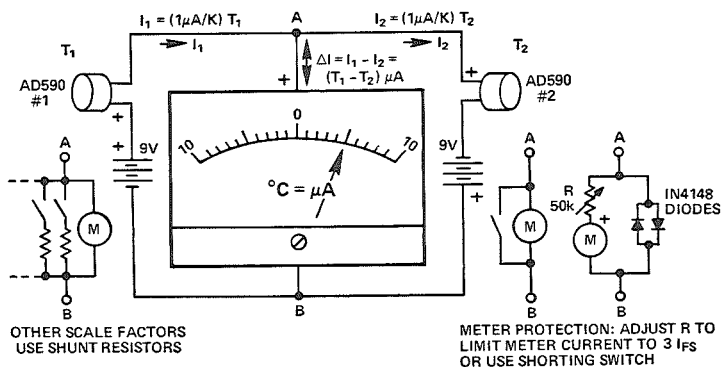 I₁ = (1μA/K) T₁
A
I₂ = (1μA/K) T₂
T₁
I₁
I₂
T₂
ΔI = I₁ - I₂ =
(T₁ - T₂) μA
+
+
AD590
#1
AD590
#2
+
+
9V
9V
+
10
0
10
°C = μA
A
M
B
B
A
M
B
A
R
50k
+
M
B
IN4148
DIODES
OTHER SCALE FACTORS
USE SHUNT RESISTORS
METER PROTECTION: ADJUST R TO
LIMIT METER CURRENT TO 3 I_FS
OR USE SHORTING SWITCH